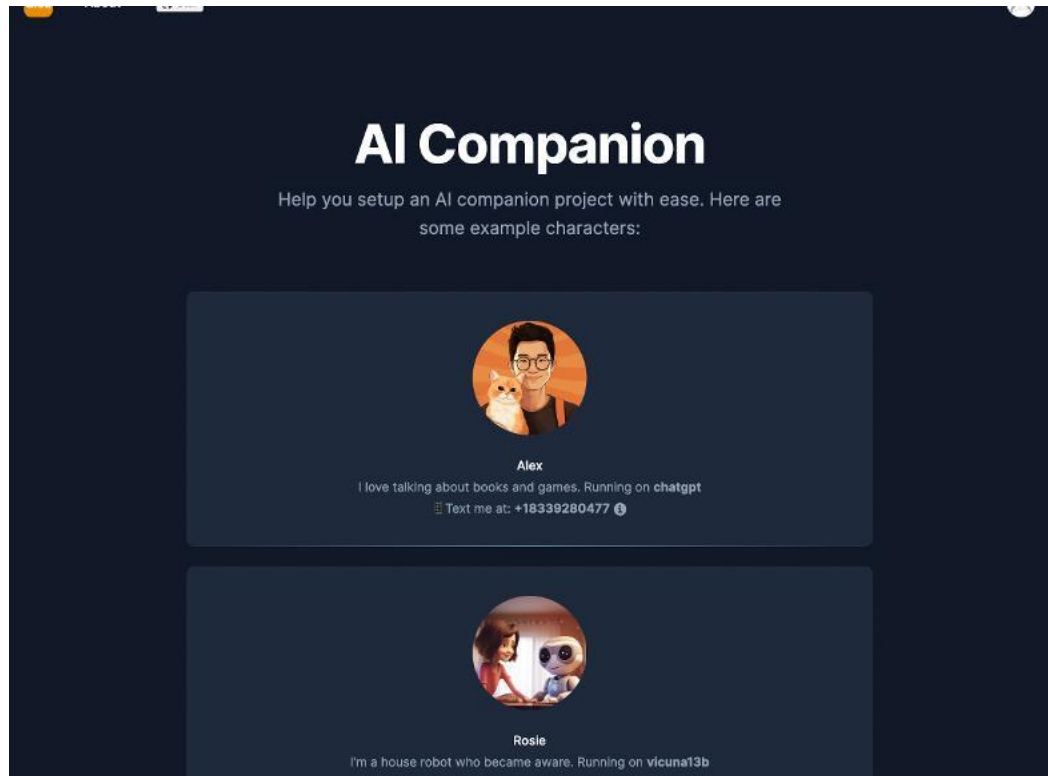 AI Companion
Help you setup an AI companion project with ease. Here are
some example characters:
Alex
I love talking about books and games. Running on chatgpt
Text me at: +18339280477
Rosie
I'm a house robot who became aware. Running on vicuna13b